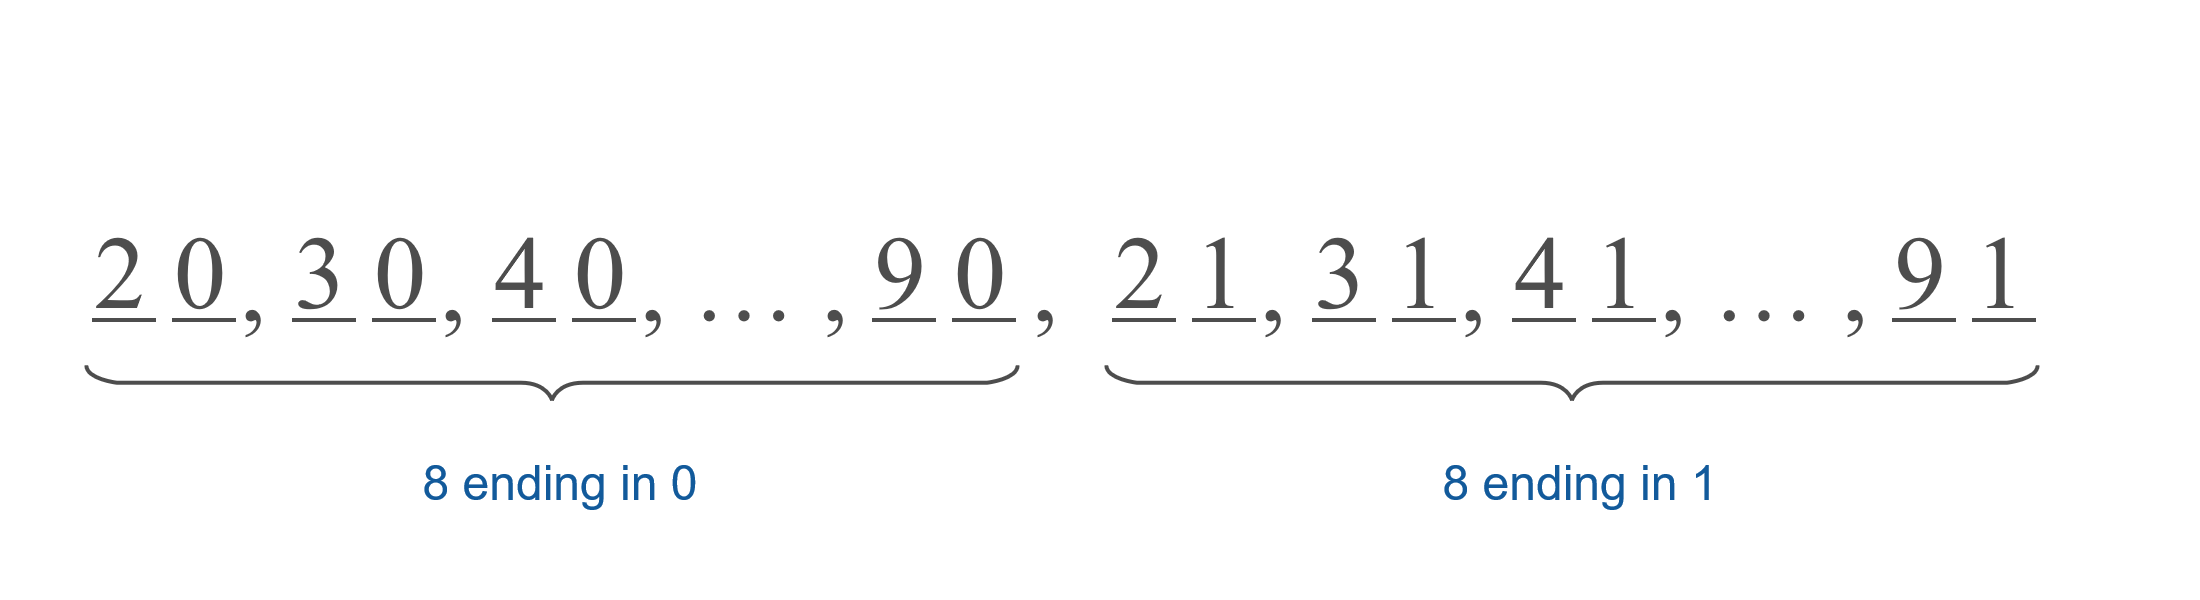 2 0, 3 0, 4 0, ... , 9 0, 2 1, 3 1, 4 1, ... , 9 1
8 ending in 0 8 ending in 1